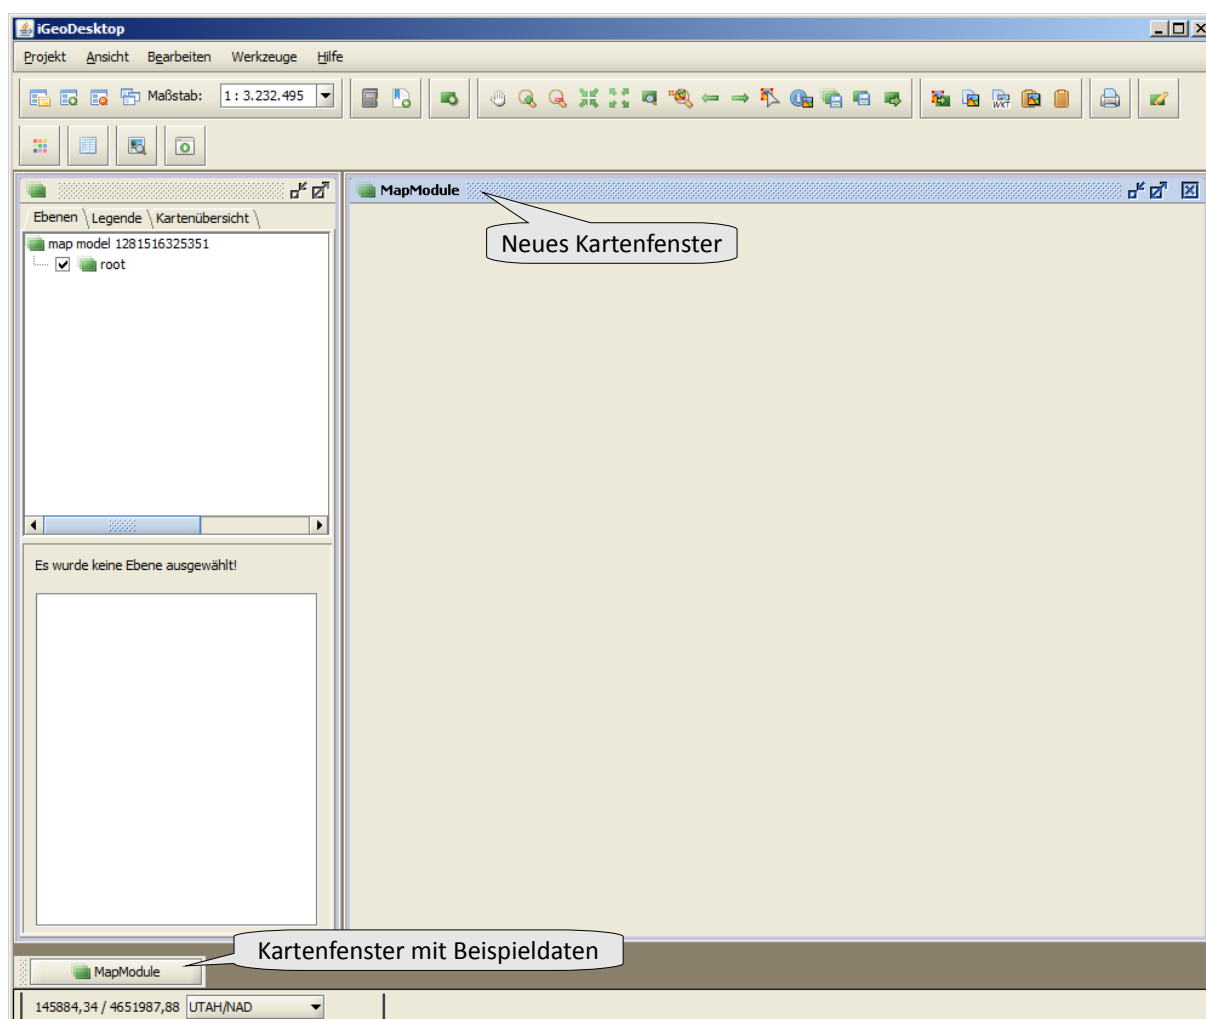 iGeoDesktop
Projekt Ansicht Bearbeiten Werkzeuge Hilfe
Maßstab: 1 : 3.232.495
WKT
MapModule
Ebenen Legende Kartenübersicht
Neues Kartenfenster
map model 1281516325351
root
Es wurde keine Ebene ausgewählt!
Kartenfenster mit Beispieldaten
MapModule
145884,34 / 4651987,88 UTAH/NAD